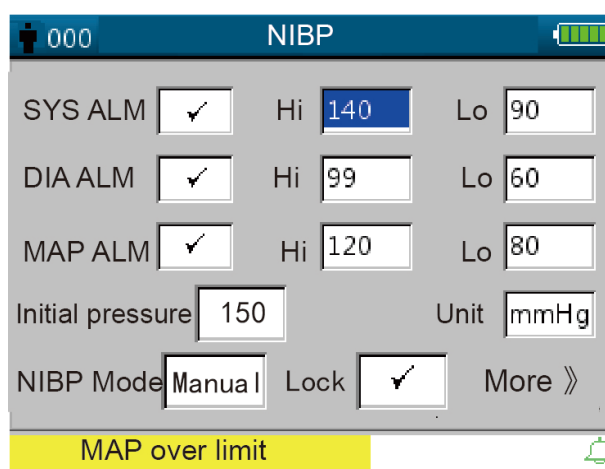 000 NIBP
SYS ALM ✓ Hi 140 Lo 90
DIA ALM ✓ Hi 99 Lo 60
MAP ALM ✓ Hi 120 Lo 80
Initial pressure 150 Unit mmHg
NIBP Mode Manual Lock ✓ More 》
MAP over limit